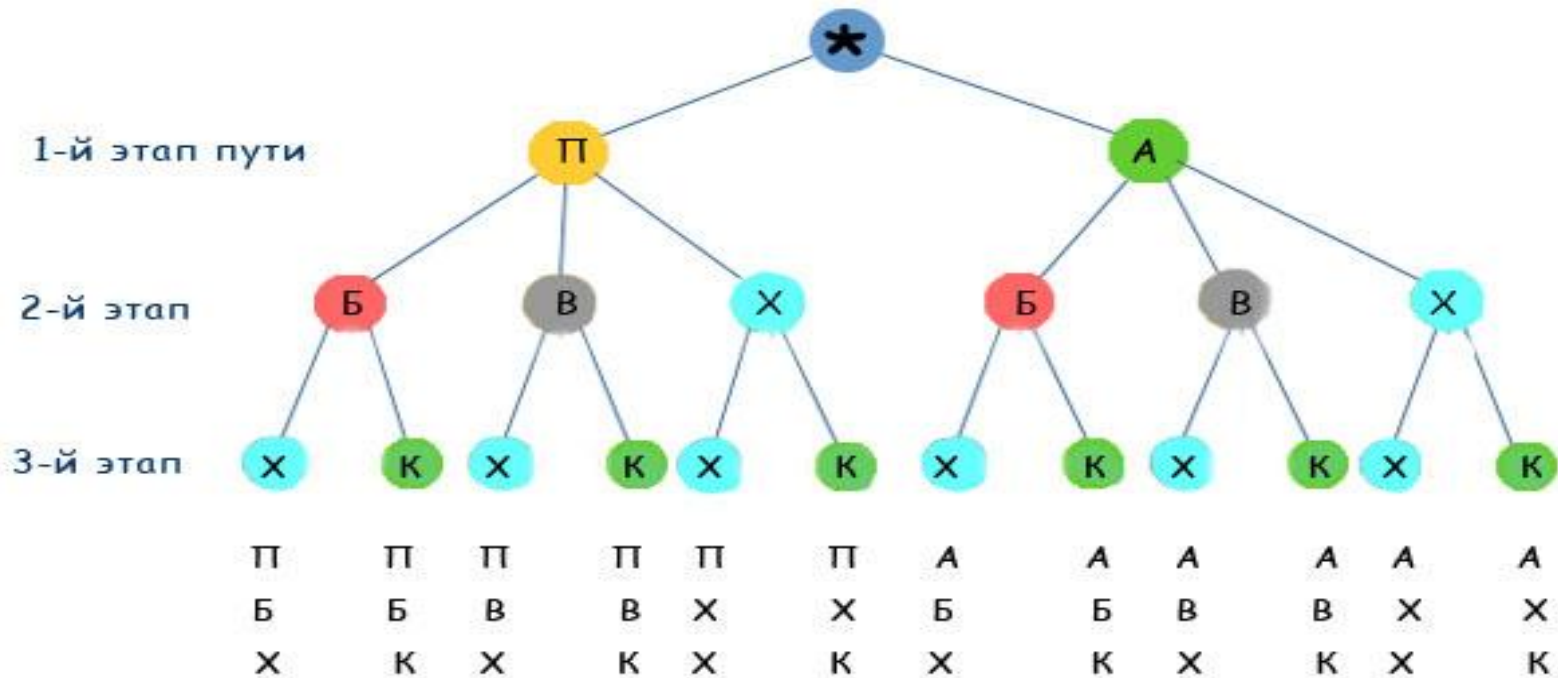 *
1-й этап пути П А
2-й этап Б В Х Б В Х
3-й этап Х К Х К Х К Х К Х К Х К
П П П П П П А А А А А А
Б Б В В Х Х Б Б В В Х Х
Х К Х К Х К Х К Х К Х К